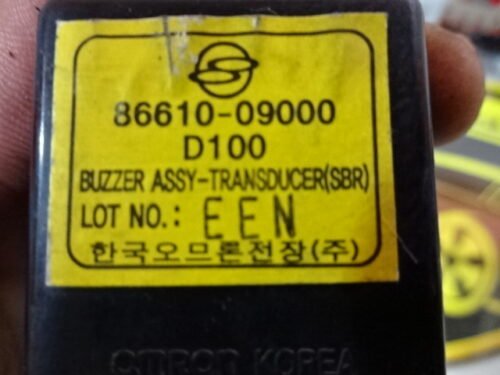 86610-09000
D100
BUZZER ASSY-TRANSDUCER(SBR)
LOT NO.: EEN
한국오므론전장(주)
OMRON KOREA